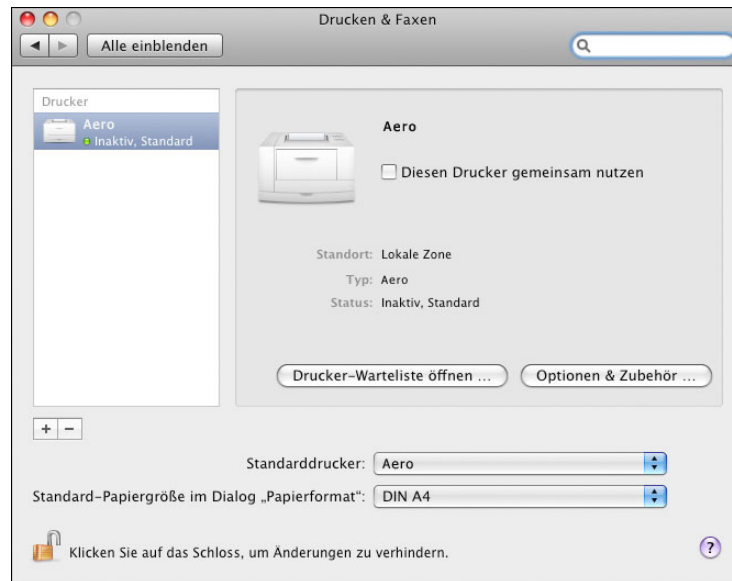 Drucken & Faxen
Alle einblenden
Drucker
Aero
Inaktiv, Standard
Aero
Diesen Drucker gemeinsam nutzen
Standort: Lokale Zone
Typ: Aero
Status: Inaktiv, Standard
Drucker-Warteliste öffnen ...
Optionen & Zubehör ...
+ −
Standarddrucker: Aero
Standard-Papiergröße im Dialog „Papierformat“: DIN A4
Klicken Sie auf das Schloss, um Änderungen zu verhindern.
?